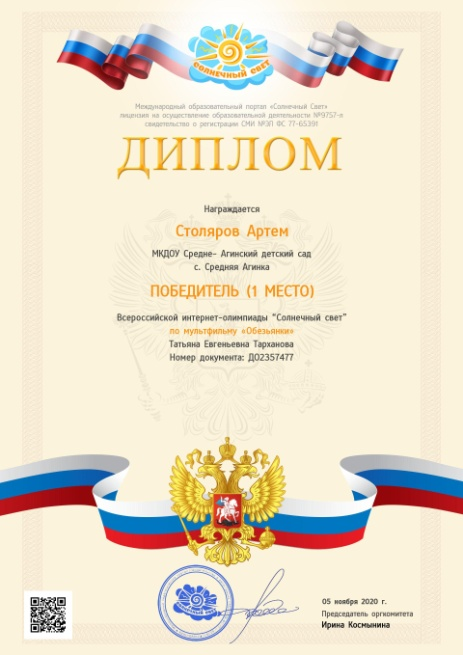 СОЛНЕЧНЫЙ СВЕТ
Международный образовательный портал «Солнечный Свет»
лицензия на осуществление образовательной деятельности №9757-л
свидетельство о регистрации СМИ №ЭЛ ФС 77-65391
ДИПЛОМ
Награждается
Столяров Артем
МКДОУ Средне- Агинский детский сад
с. Средняя Агинка
ПОБЕДИТЕЛЬ (1 МЕСТО)
Всероссийской интернет-олимпиады "Солнечный свет"
по мультфильму «Обезьянки»
Татьяна Евгеньевна Тарханова
Номер документа: ДО2357477
05 ноября 2020 г.
Председатель оргкомитета
Ирина Космынина